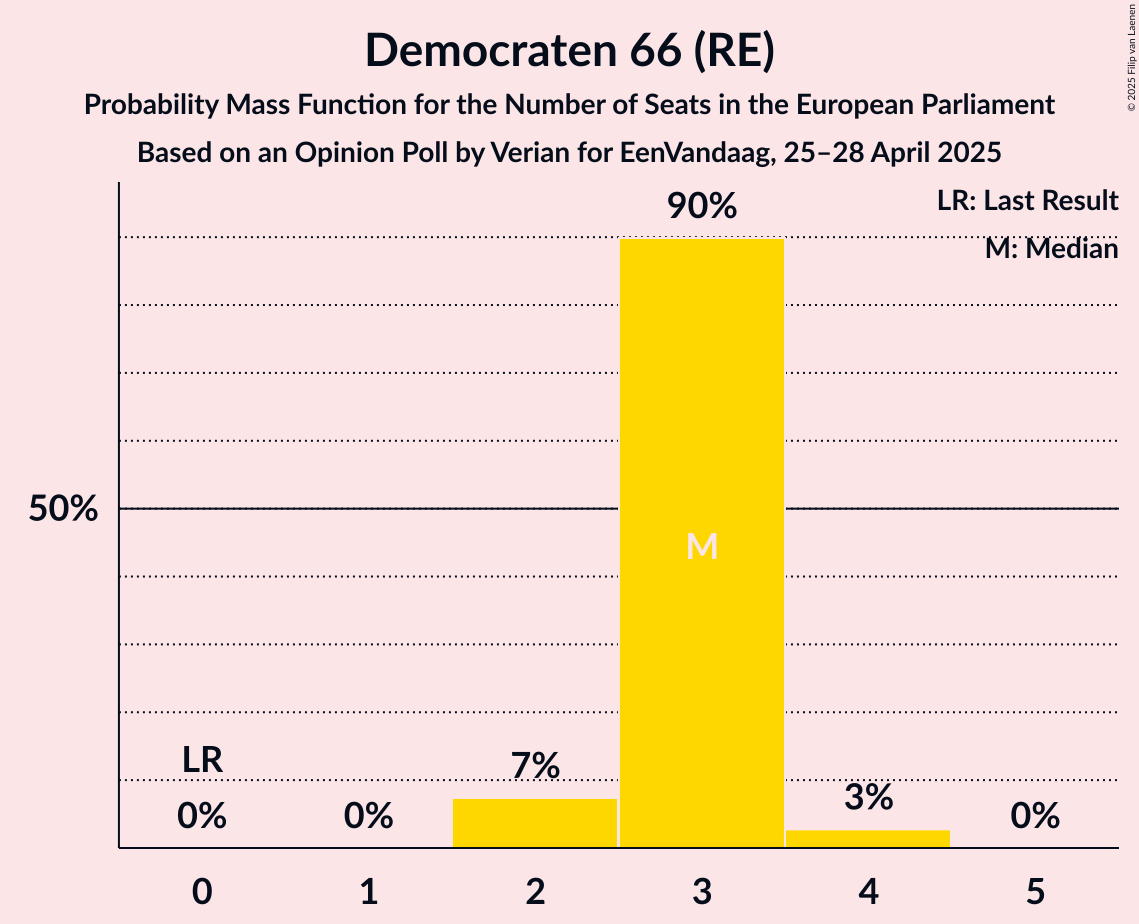 Democraten 66 (RE)
Probability Mass Function for the Number of Seats in the European Parliament
Based on an Opinion Poll by Verian for EenVandaag, 25–28 April 2025
© 2025 Filip van Laenen
LR: Last Result
M: Median
90%
50%
M
LR
0%
0%
7%
3%
0%
0
1
2
3
4
5